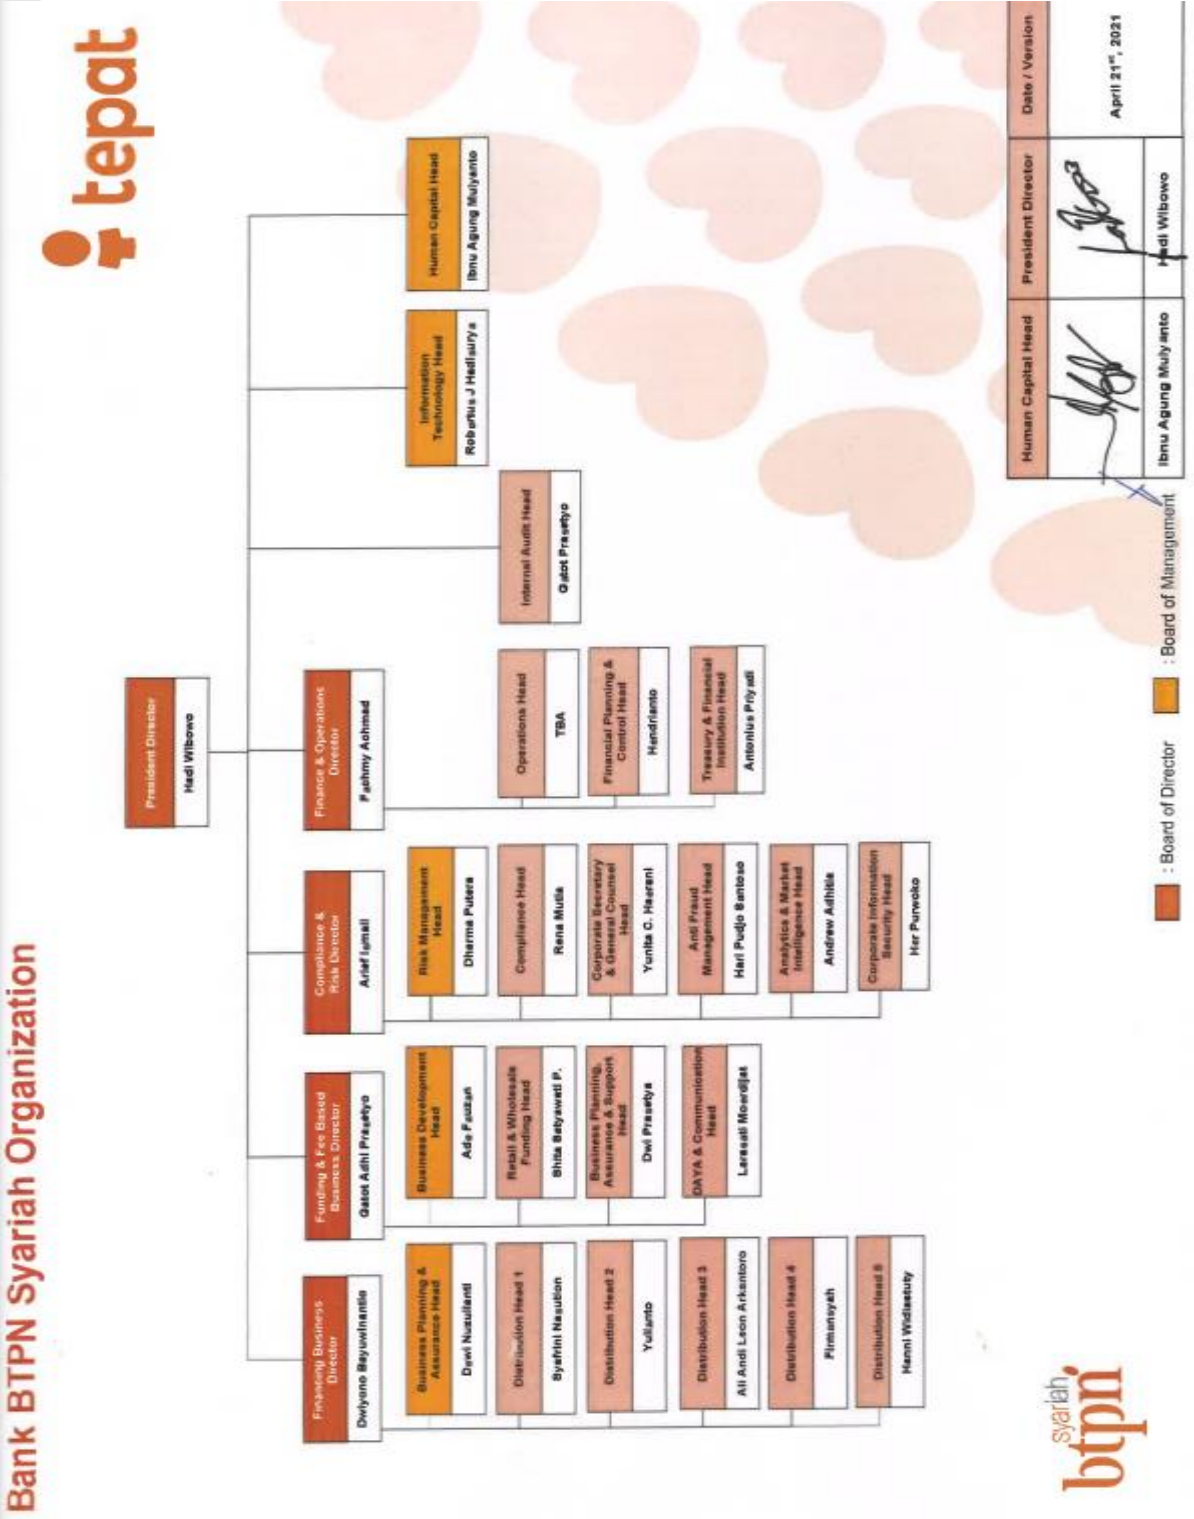 Bank BTPN Syariah Organization
tepat
President Director
Hadi Wibowo
Financing Business
Director
Dwiyono Bayuwinantio
Funding & Fee Based
Business Director
Gatot Adhi Prasetyo
Compliance &
Risk Director
Arief Ismail
Finance & Operations
Director
Fachmy Achmad
Business Planning &
Assurance Head
Dewi Nuzulianti
Distribution Head 1
Syafrini Nasution
Distribution Head 2
Yulianto
Distribution Head 3
Ali Andi Leon Arkantoro
Distribution Head 4
Firmansyah
Distribution Head 5
Hanni Widiastuty
Business Development
Head
Ade Fauzan
Retail & Wholesale
Funding Head
Shita Setyawati P.
Business Planning,
Assurance & Support
Head
Dwi Prasetya
DAYA & Communication
Head
Larasati Moerdijat
Risk Management
Head
Dharma Putera
Compliance Head
Rena Mutia
Corporate Secretary
& General Counsel
Head
Yunita C. Hasrani
Anti Fraud
Management Head
Hari Pudjo Santoso
Analytics & Market
Intelligence Head
Andrew Adhitia
Corporate Information
Security Head
Her Purwoko
Operations Head
TBA
Financial Planning &
Control Head
Hendrianto
Treasury & Financial
Institution Head
Antonius Priyadi
Internal Audit Head
Gatot Prasetyo
Information
Technology Head
Robertus J Hadisurya
Human Capital Head
Ibnu Agung Mulyanto
btpn syariah
: Board of Director
: Board of Management
Human Capital Head
President Director
Date / Version
April 21st, 2021
Ibnu Agung Mulyanto
Hadi Wibowo